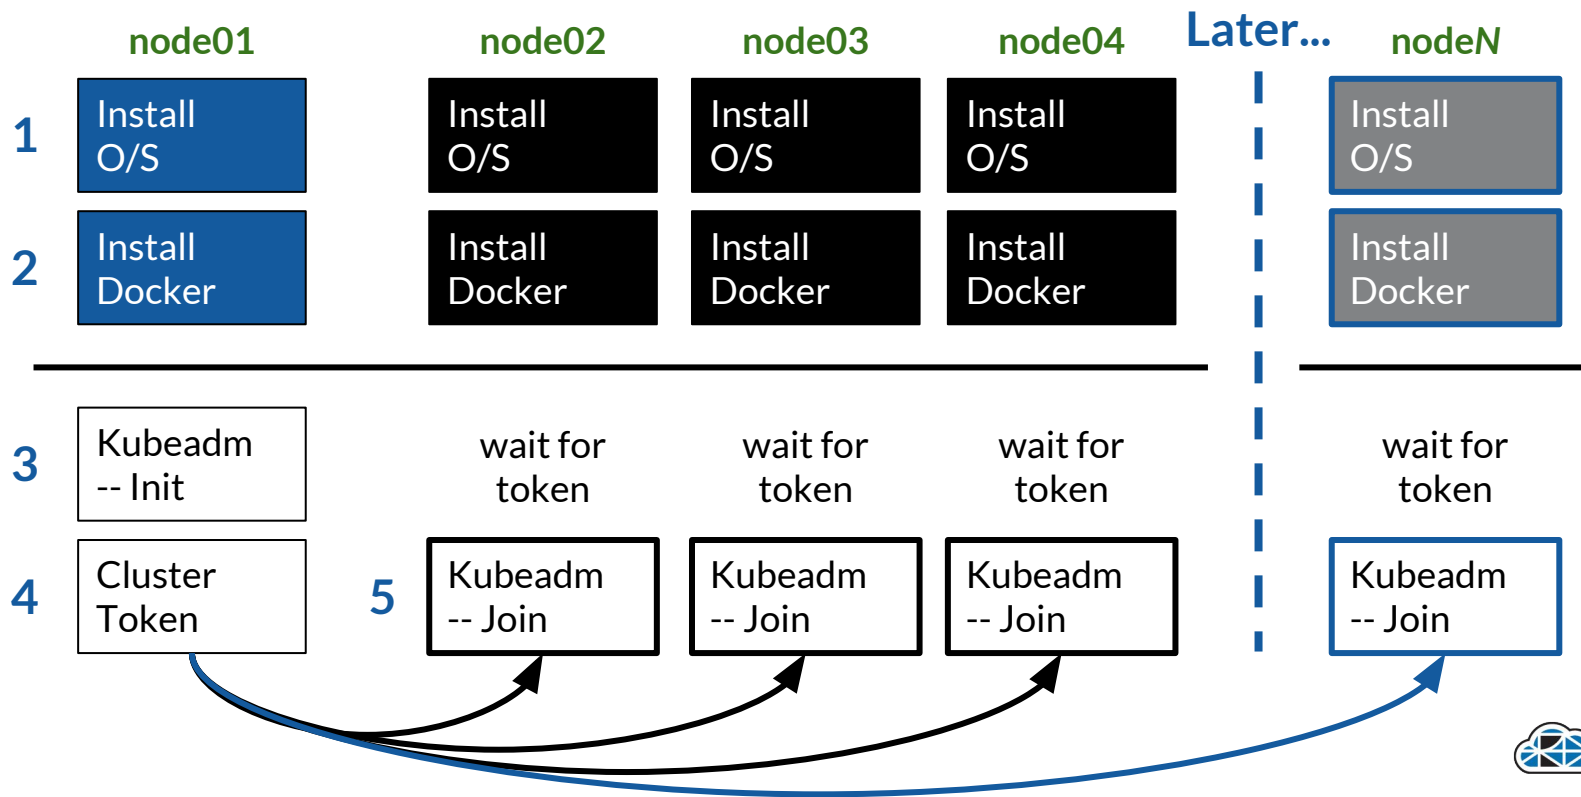 node01
node02
node03
node04
Later...
nodeN
1
Install
O/S
Install
O/S
Install
O/S
Install
O/S
Install
O/S
2
Install
Docker
Install
Docker
Install
Docker
Install
Docker
Install
Docker
3
Kubeadm
-- Init
wait for
token
wait for
token
wait for
token
wait for
token
4
Cluster
Token
5
Kubeadm
-- Join
Kubeadm
-- Join
Kubeadm
-- Join
Kubeadm
-- Join